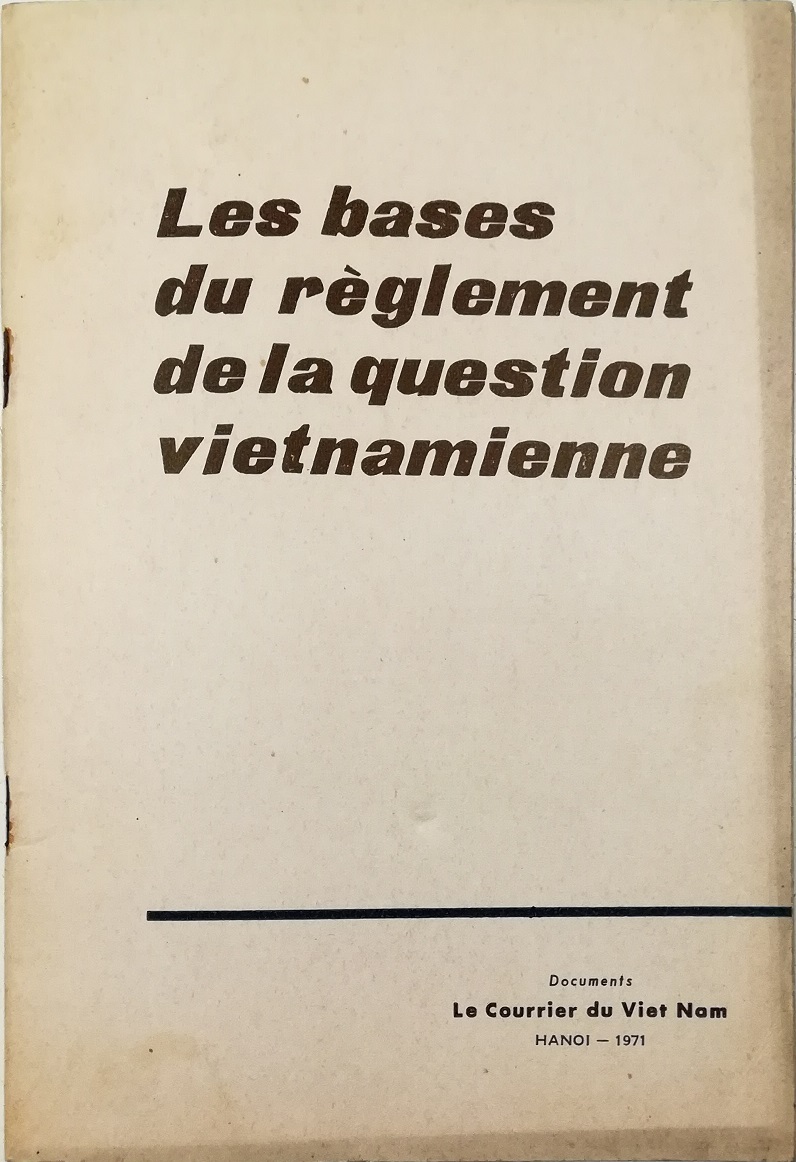 Les bases
du règlement
de la question
vietnamienne
Documents
Le Courrier du Viet Nam
HANOI — 1971